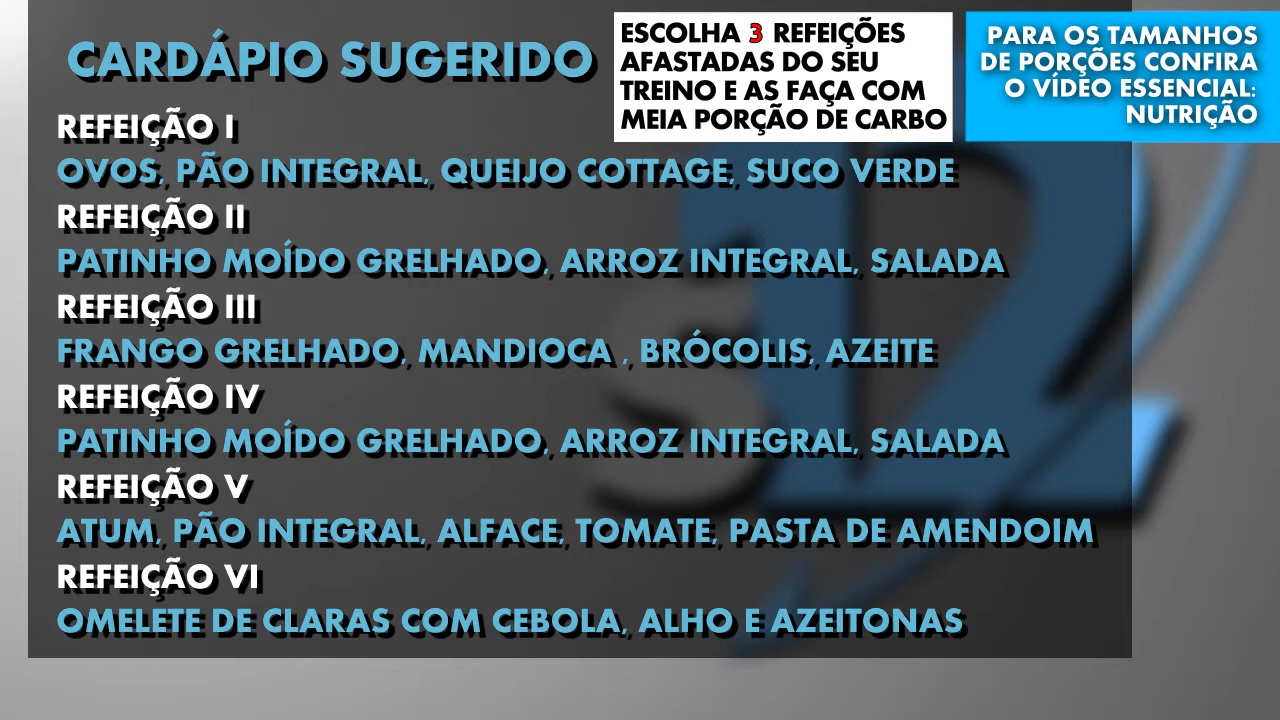 CARDÁPIO SUGERIDO
ESCOLHA 3 REFEIÇÕES
AFASTADAS DO SEU
TREINO E AS FAÇA COM
MEIA PORÇÃO DE CARBO
PARA OS TAMANHOS
DE PORÇÕES CONFIRA
O VÍDEO ESSENCIAL:
NUTRIÇÃO
REFEIÇÃO I
OVOS, PÃO INTEGRAL, QUEIJO COTTAGE, SUCO VERDE
REFEIÇÃO II
PATINHO MOÍDO GRELHADO, ARROZ INTEGRAL, SALADA
REFEIÇÃO III
FRANGO GRELHADO, MANDIOCA , BRÓCOLIS, AZEITE
REFEIÇÃO IV
PATINHO MOÍDO GRELHADO, ARROZ INTEGRAL, SALADA
REFEIÇÃO V
ATUM, PÃO INTEGRAL, ALFACE, TOMATE, PASTA DE AMENDOIM
REFEIÇÃO VI
OMELETE DE CLARAS COM CEBOLA, ALHO E AZEITONAS
S12